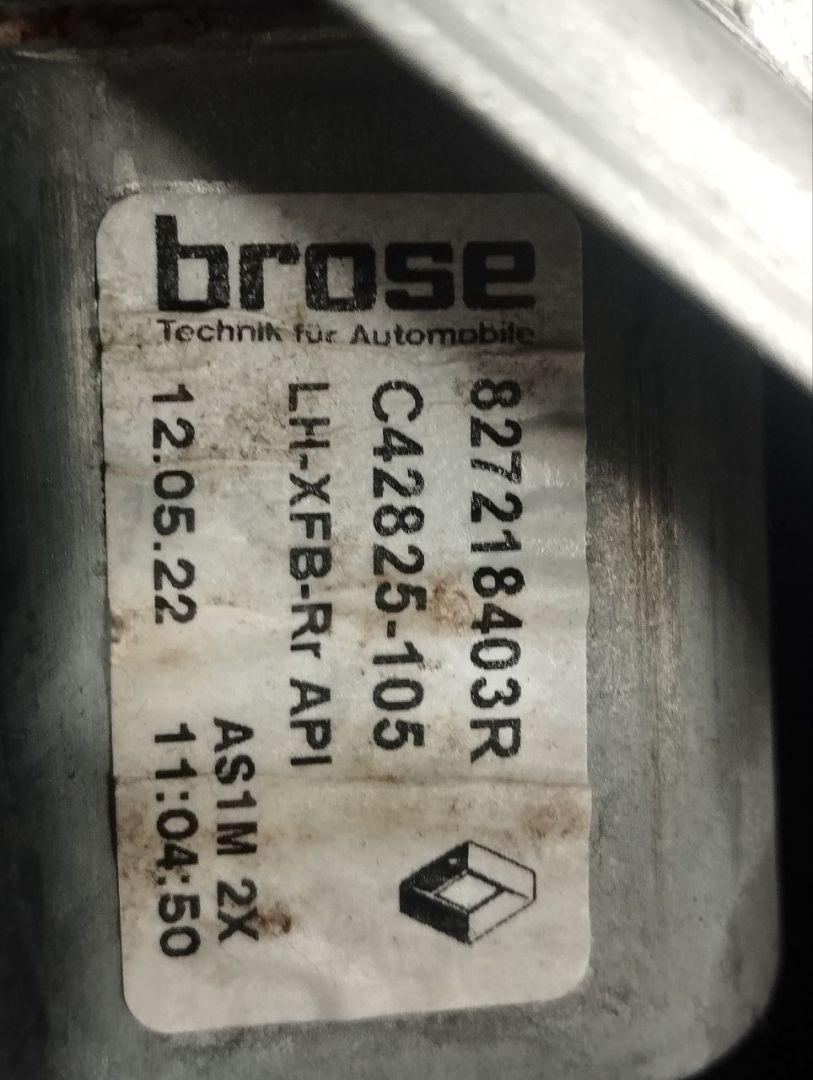 brose
Technik für Automobile
827218403R
C42825-105
LH-XFB-Rr API
AS1M 2X
12.05.22 11:04:50